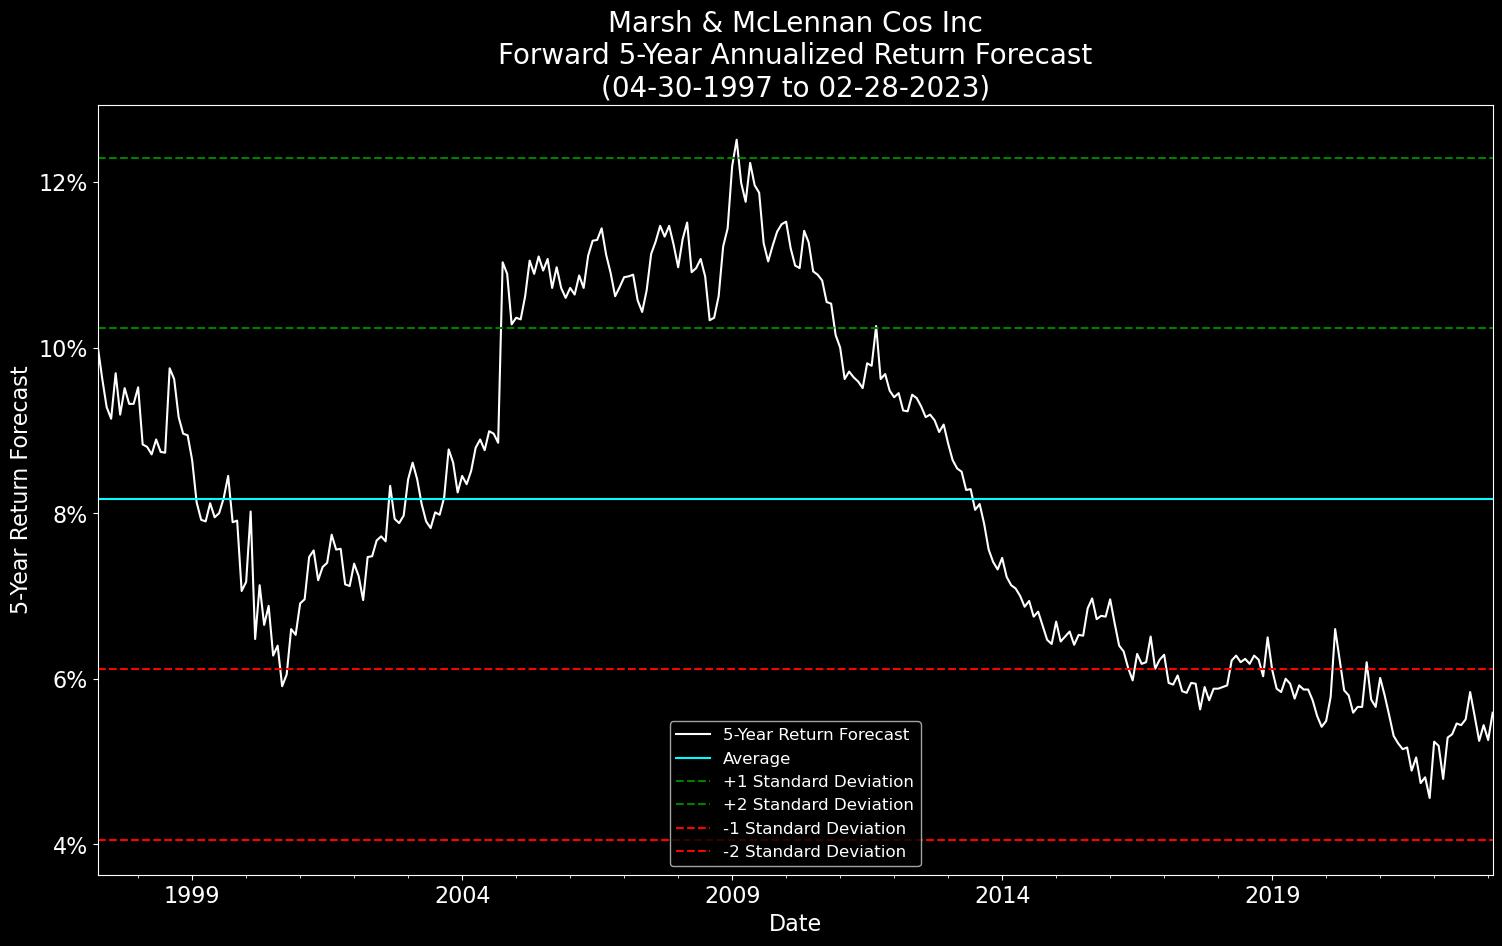 Marsh & McLennan Cos Inc
Forward 5-Year Annualized Return Forecast
(04-30-1997 to 02-28-2023)
12%
10%
8%
6%
4%
5-Year Return Forecast
5-Year Return Forecast
Average
+1 Standard Deviation
+2 Standard Deviation
-1 Standard Deviation
-2 Standard Deviation
1999
2004
2009
2014
2019
Date